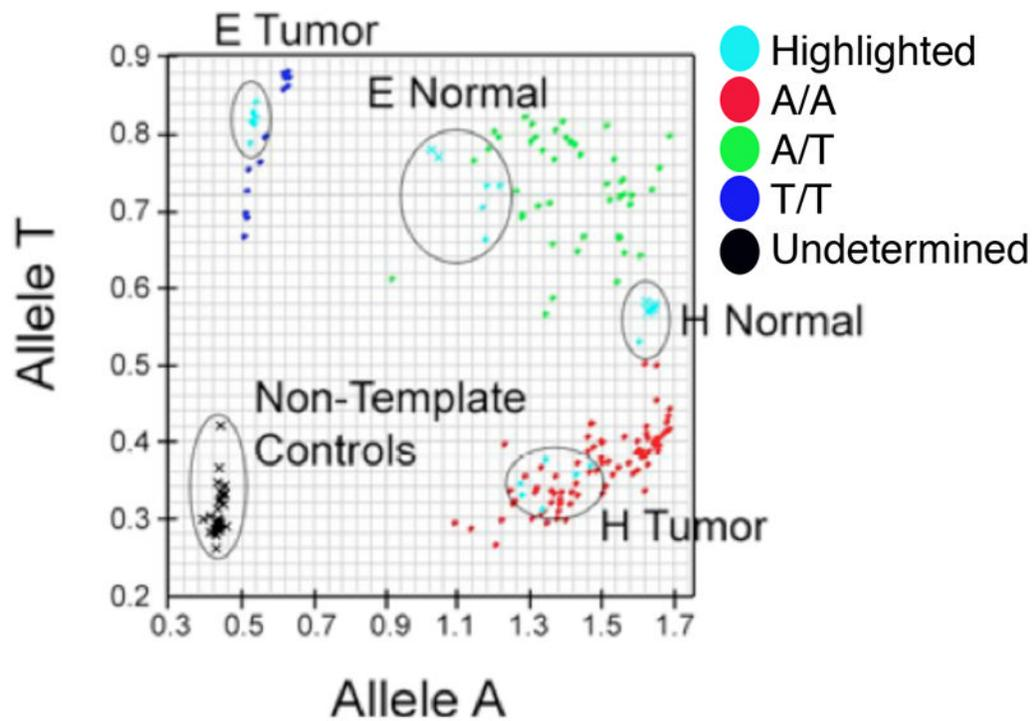 E Tumor
E Normal
Non-Template
Controls
H Normal
H Tumor
Highlighted
A/A
A/T
T/T
Undetermined
Allele T
0.9
0.8
0.7
0.6
0.5
0.4
0.3
0.2
0.3 0.5 0.7 0.9 1.1 1.3 1.5 1.7
Allele A